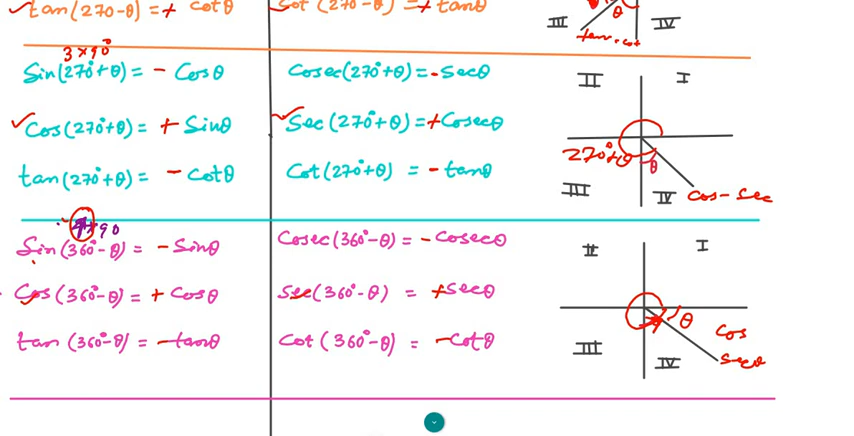 tan(270-θ) = + cotθ
Cot (270-θ) = + tanθ
III
θ
IV
tan-cot
3×90°
Sin(270°+θ) = - Cosθ
Cosec(270°+θ) = -secθ
II
I
Cos(270°+θ) = + Sinθ
Sec(270°+θ) = +Cosecθ
tan(270°+θ) = - Cotθ
Cot(270°+θ) = - tanθ
270°+θ
θ
III
IV
cos-sec
4×90
Sin(360°-θ) = -Sinθ
Cosec(360°-θ) = -Cosecθ
II
I
Cos(360°-θ) = + Cosθ
Sec(360°-θ) = +Secθ
θ
tan(360°-θ) = -tanθ
Cot(360°-θ) = -Cotθ
III
IV
Cos
Secθ